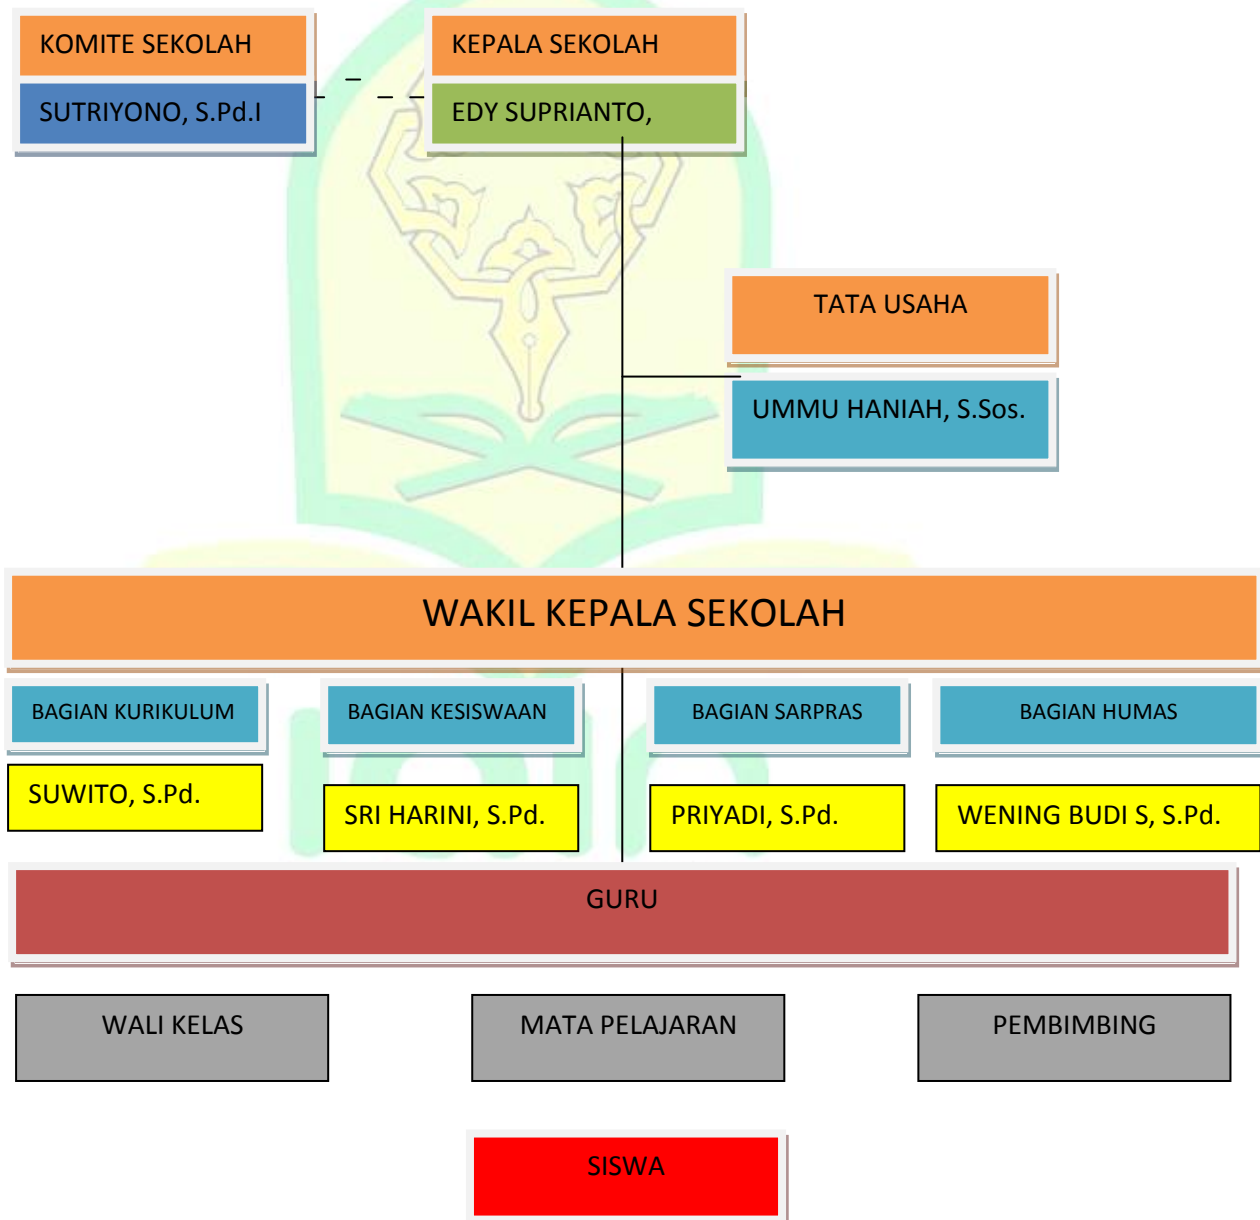 KOMITE SEKOLAH
KEPALA SEKOLAH
SUTRIYONO, S.Pd.I
EDY SUPRIANTO,
TATA USAHA
UMMU HANIAH, S.Sos.
WAKIL KEPALA SEKOLAH
BAGIAN KURIKULUM
BAGIAN KESISWAAN
BAGIAN SARPRAS
BAGIAN HUMAS
SUWITO, S.Pd.
SRI HARINI, S.Pd.
PRIYADI, S.Pd.
WENING BUDI S, S.Pd.
iain
GURU
WALI KELAS
MATA PELAJARAN
PEMBIMBING
SISWA